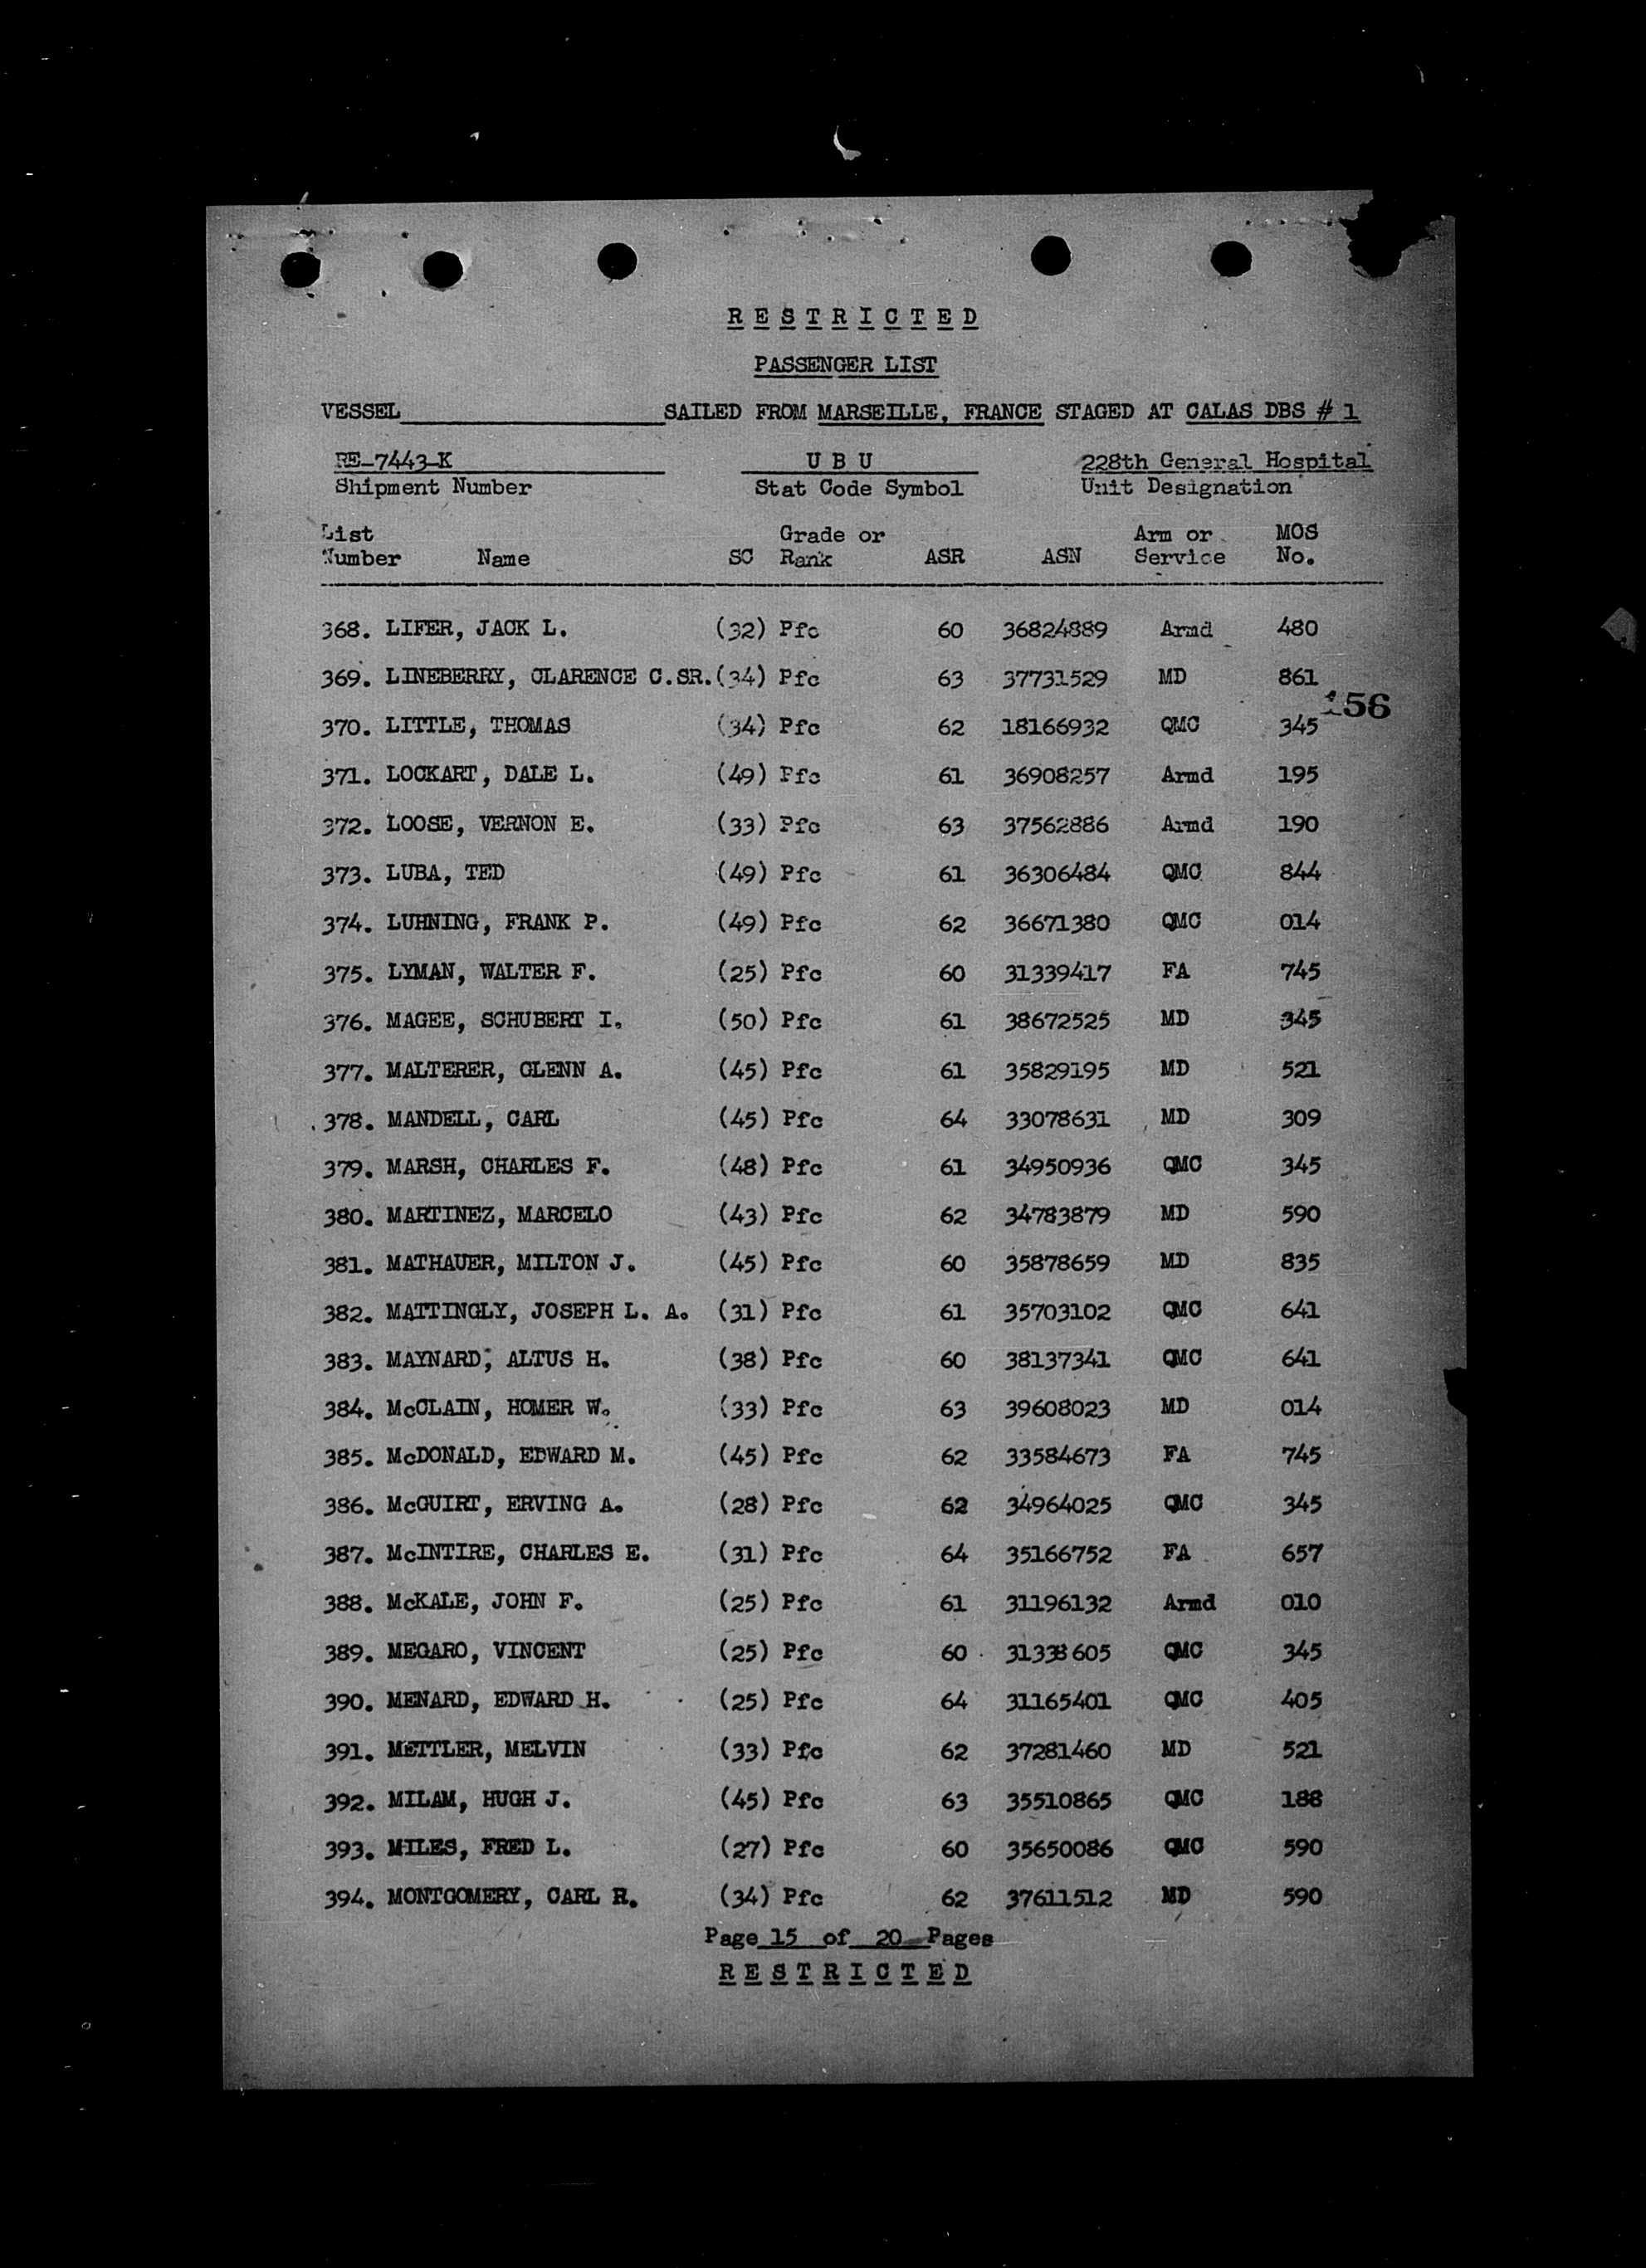 R E S T R I C T E D
PASSENGER LIST
VESSEL____________________SAILED FROM MARSEILLE, FRANCE STAGED AT CALAS DBS # 1
RE-7443-K U B U 228th General Hospital
Shipment Number Stat Code Symbol Unit Designation
List Grade or Arm or MOS
Number Name SC Rank ASR ASN Service No.
368. LIFER, JACK L. (32) Pfc 60 36824889 Armd 480
369. LINEBERRY, CLARENCE C.SR. (34) Pfc 63 37731529 MD 861
156
370. LITTLE, THOMAS (34) Pfc 62 18166932 QMC 345
371. LOCKART, DALE L. (49) Pfc 61 36908257 Armd 195
372. LOOSE, VERNON E. (33) Pfc 63 37562886 Armd 190
373. LUBA, TED (49) Pfc 61 36306484 QMC 844
374. LUHNING, FRANK P. (49) Pfc 62 36671380 QMC 014
375. LYMAN, WALTER F. (25) Pfc 60 31339417 FA 745
376. MAGEE, SCHUBERT I. (50) Pfc 61 38672525 MD 345
377. MALTERER, GLENN A. (45) Pfc 61 35829195 MD 521
378. MANDELL, CARL (45) Pfc 64 33078631 MD 309
379. MARSH, CHARLES F. (48) Pfc 61 34950936 QMC 345
380. MARTINEZ, MARCELO (43) Pfc 62 34783879 MD 590
381. MATHAUER, MILTON J. (45) Pfc 60 35878659 MD 835
382. MATTINGLY, JOSEPH L. A. (31) Pfc 61 35703102 QMC 641
383. MAYNARD, ALTUS H. (38) Pfc 60 38137341 QMC 641
384. McCLAIN, HOMER W. (33) Pfc 63 39608023 MD 014
385. McDONALD, EDWARD M. (45) Pfc 62 33584673 FA 745
386. McGUIRT, ERVING A. (28) Pfc 62 34964025 QMC 345
387. McINTIRE, CHARLES E. (31) Pfc 64 35166752 FA 657
388. McKALE, JOHN F. (25) Pfc 61 31196132 Armd 010
389. MEGARO, VINCENT (25) Pfc 60 31338605 QMC 345
390. MENARD, EDWARD H. (25) Pfc 64 31165401 QMC 405
391. METTLER, MELVIN (33) Pfc 62 37281460 MD 521
392. MILAM, HUGH J. (45) Pfc 63 35510865 QMC 188
393. MILES, FRED L. (27) Pfc 60 35650086 QMC 590
394. MONTGOMERY, CARL R. (34) Pfc 62 37611512 MD 590
Page 15 of 20 Pages
R E S T R I C T E D